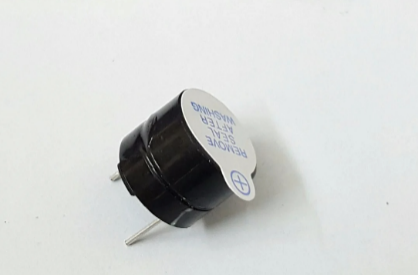 REMOVE
SEAL
AFTER
WASHING
+